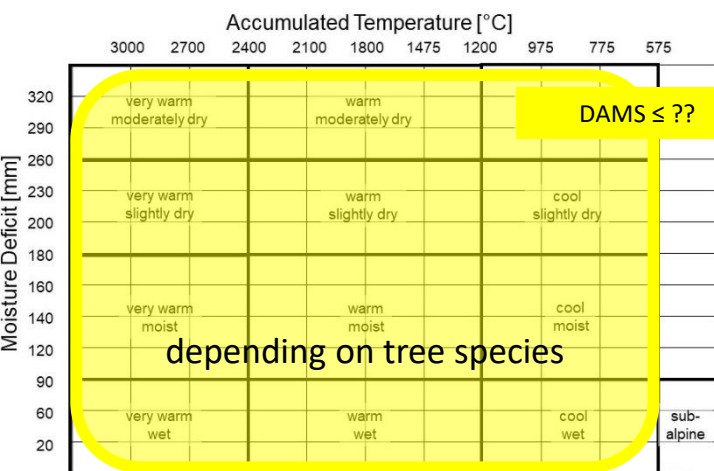 Accumulated Temperature [°C]
3000 2700 2400 2100 1800 1475 1200 975 775 575
Moisture Deficit [mm]
320
290
260
230
200
180
160
140
120
90
60
20
very warm
moderately dry
warm
moderately dry
DAMS ≤ ??
very warm
slightly dry
warm
slightly dry
cool
slightly dry
very warm
moist
warm
moist
cool
moist
depending on tree species
very warm
wet
warm
wet
cool
wet
sub-
alpine